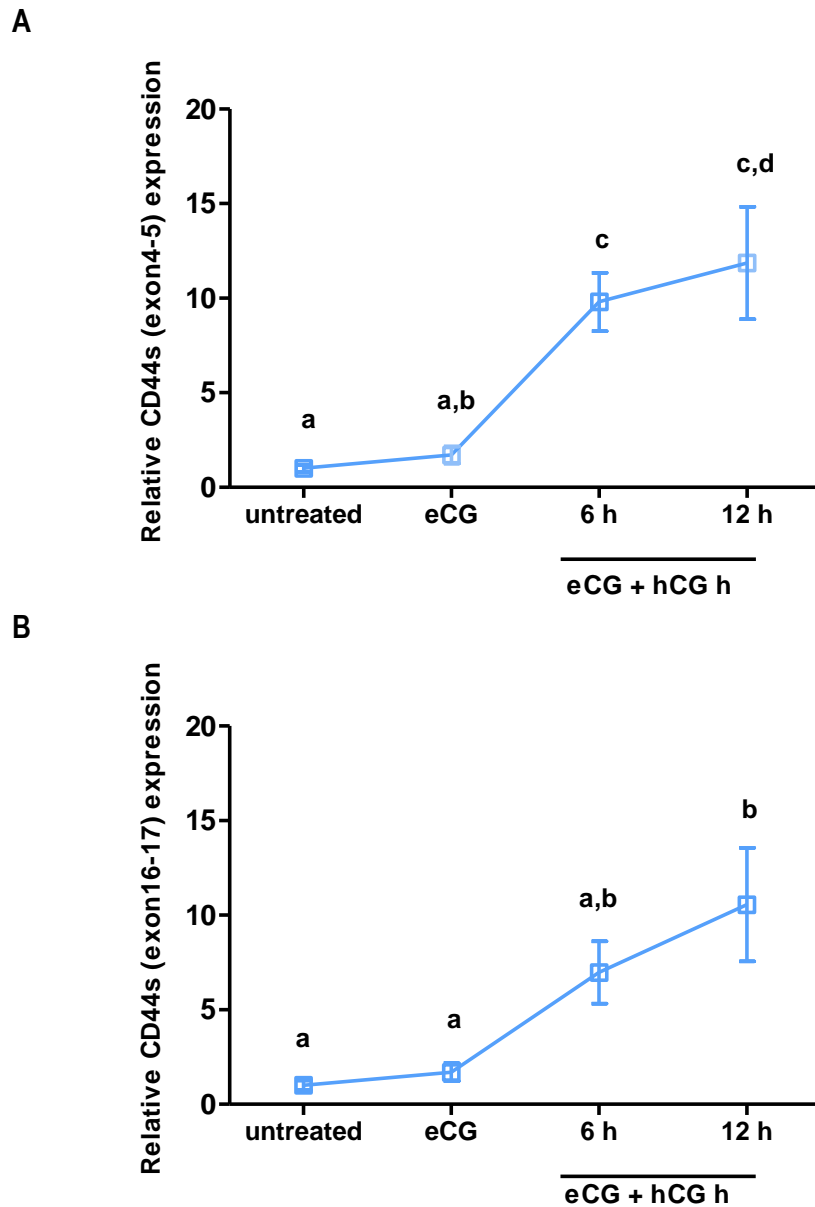 A
Relative CD44s (exon4-5) expression
20
15
10
5
0
a
a,b
c
c,d
untreated
eCG
6 h
12 h
eCG + hCG h
B
Relative CD44s (exon16-17) expression
20
15
10
5
0
a
a
a,b
b
untreated
eCG
6 h
12 h
eCG + hCG h